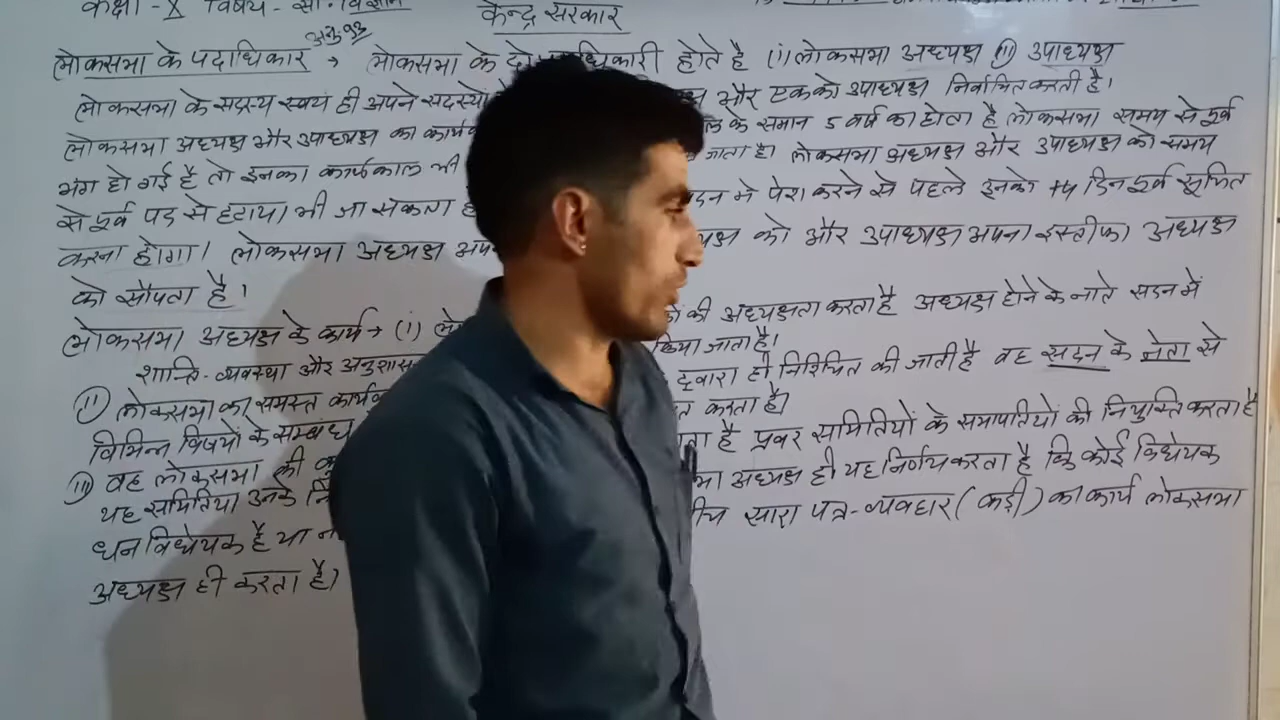 कक्षा - X विषय - सा. विज्ञान
केन्द्र सरकार
अनु. 93
लोकसभा के पदाधिकारी → लोकसभा के दो धिकारी होते है (i) लोकसभा अध्यक्ष (ii) उपाध्यक्ष
लोकसभा के सदस्य स्वयं ही अपने सदस्यों और एकको उपाध्यक्ष निर्वाचित करती है।
लोकसभा अध्यक्ष और उपाध्यक्ष का के समान 5 वर्ष का होता है लोकसभा समय से पूर्व
भंग हो गई है तो इनका कार्यकाल भी जाता है। लोकसभा अध्यक्ष और उपाध्यक्ष को समय
से पूर्व पद से हटाया भी जा सकता में पेश करने से पहले इनको 14 दिन पूर्व सूचित
करना होगा। लोकसभा अध्यक्ष को और उपाध्यक्ष अपना इस्तीफा अध्यक्ष
को सौंपता है।
लोकसभा अध्यक्ष के कार्य → (i) की अध्यक्षता करता है अध्यक्ष होने के नाते सदन में
शान्ति - व्यवस्था और किया जाता है।
(ii) लोकसभा का समस्त द्वारा ही निश्चित की जाती है वह सदन के नेता से
विभिन्न विषयों के सम्बन्ध करता है।
(iii) वह लोकसभा की है प्रवर समितियों के सभापतियों की नियुक्ति करता है
यह समितियां उनके अध्यक्ष ही यह निर्णय करता है कि कोई विधेयक
धन विधेयक है या सारा पत्र-व्यवहार (कड़ी) का कार्य लोकसभा
अध्यक्ष ही करता है।